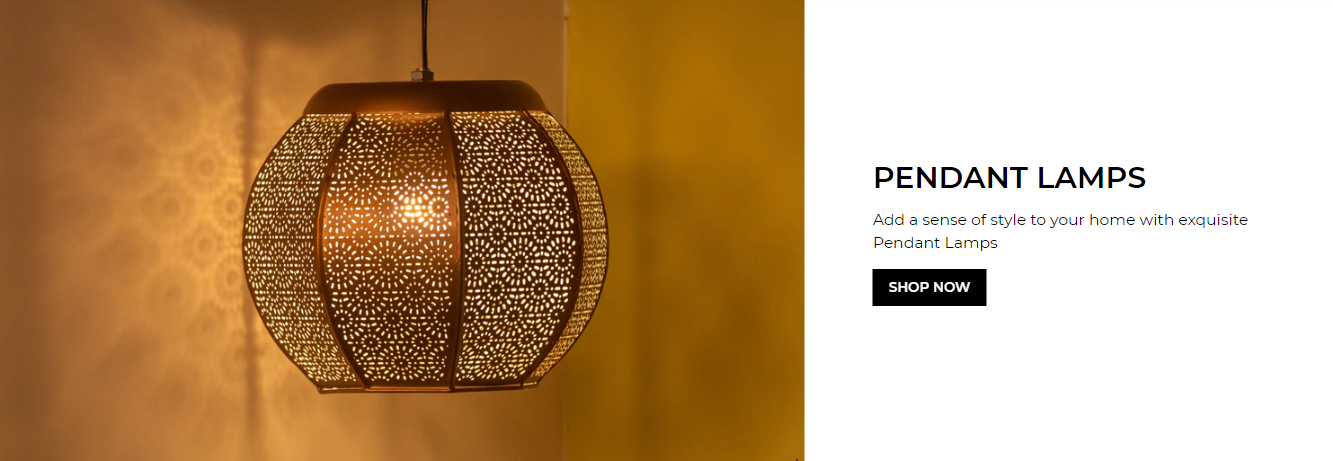 PENDANT LAMPS
Add a sense of style to your home with exquisite
Pendant Lamps
SHOP NOW